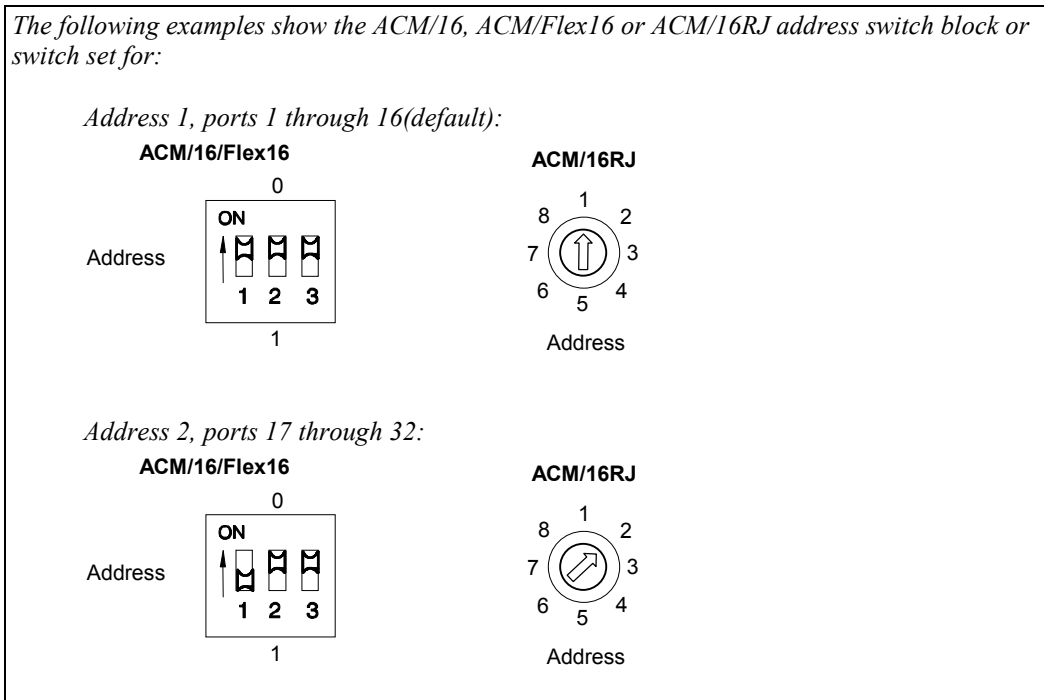 The following examples show the ACM/16, ACM/Flex16 or ACM/16RJ address switch block or
switch set for:
Address 1, ports 1 through 16(default):
ACM/16/Flex16
0
ON
Address
1 2 3
1
ACM/16RJ
1
8 2
7 3
6 4
5
Address
Address 2, ports 17 through 32:
ACM/16/Flex16
0
ON
Address
1 2 3
1
ACM/16RJ
1
8 2
7 3
6 4
5
Address